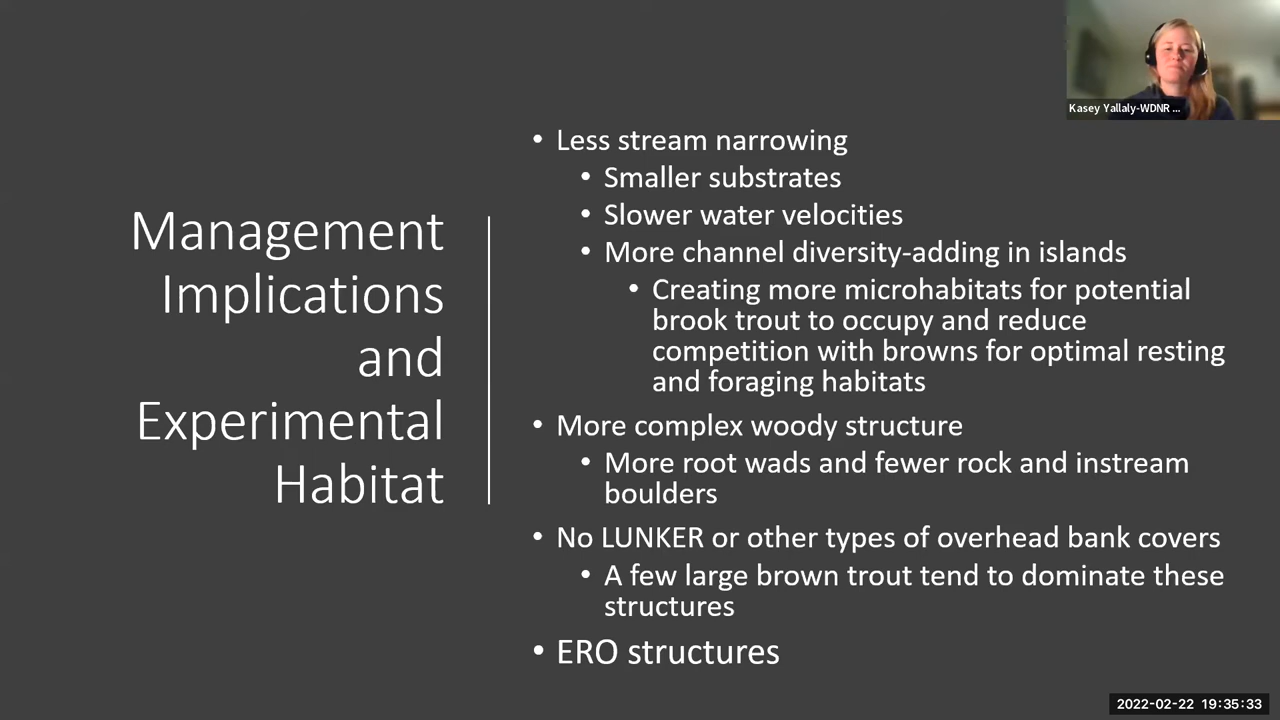 Kasey Yallaly-WDNR ...
Management
Implications
and
Experimental
Habitat
• Less stream narrowing
• Smaller substrates
• Slower water velocities
• More channel diversity-adding in islands
• Creating more microhabitats for potential
brook trout to occupy and reduce
competition with browns for optimal resting
and foraging habitats
• More complex woody structure
• More root wads and fewer rock and instream
boulders
• No LUNKER or other types of overhead bank covers
• A few large brown trout tend to dominate these
structures
• ERO structures
2022-02-22 19:35:33